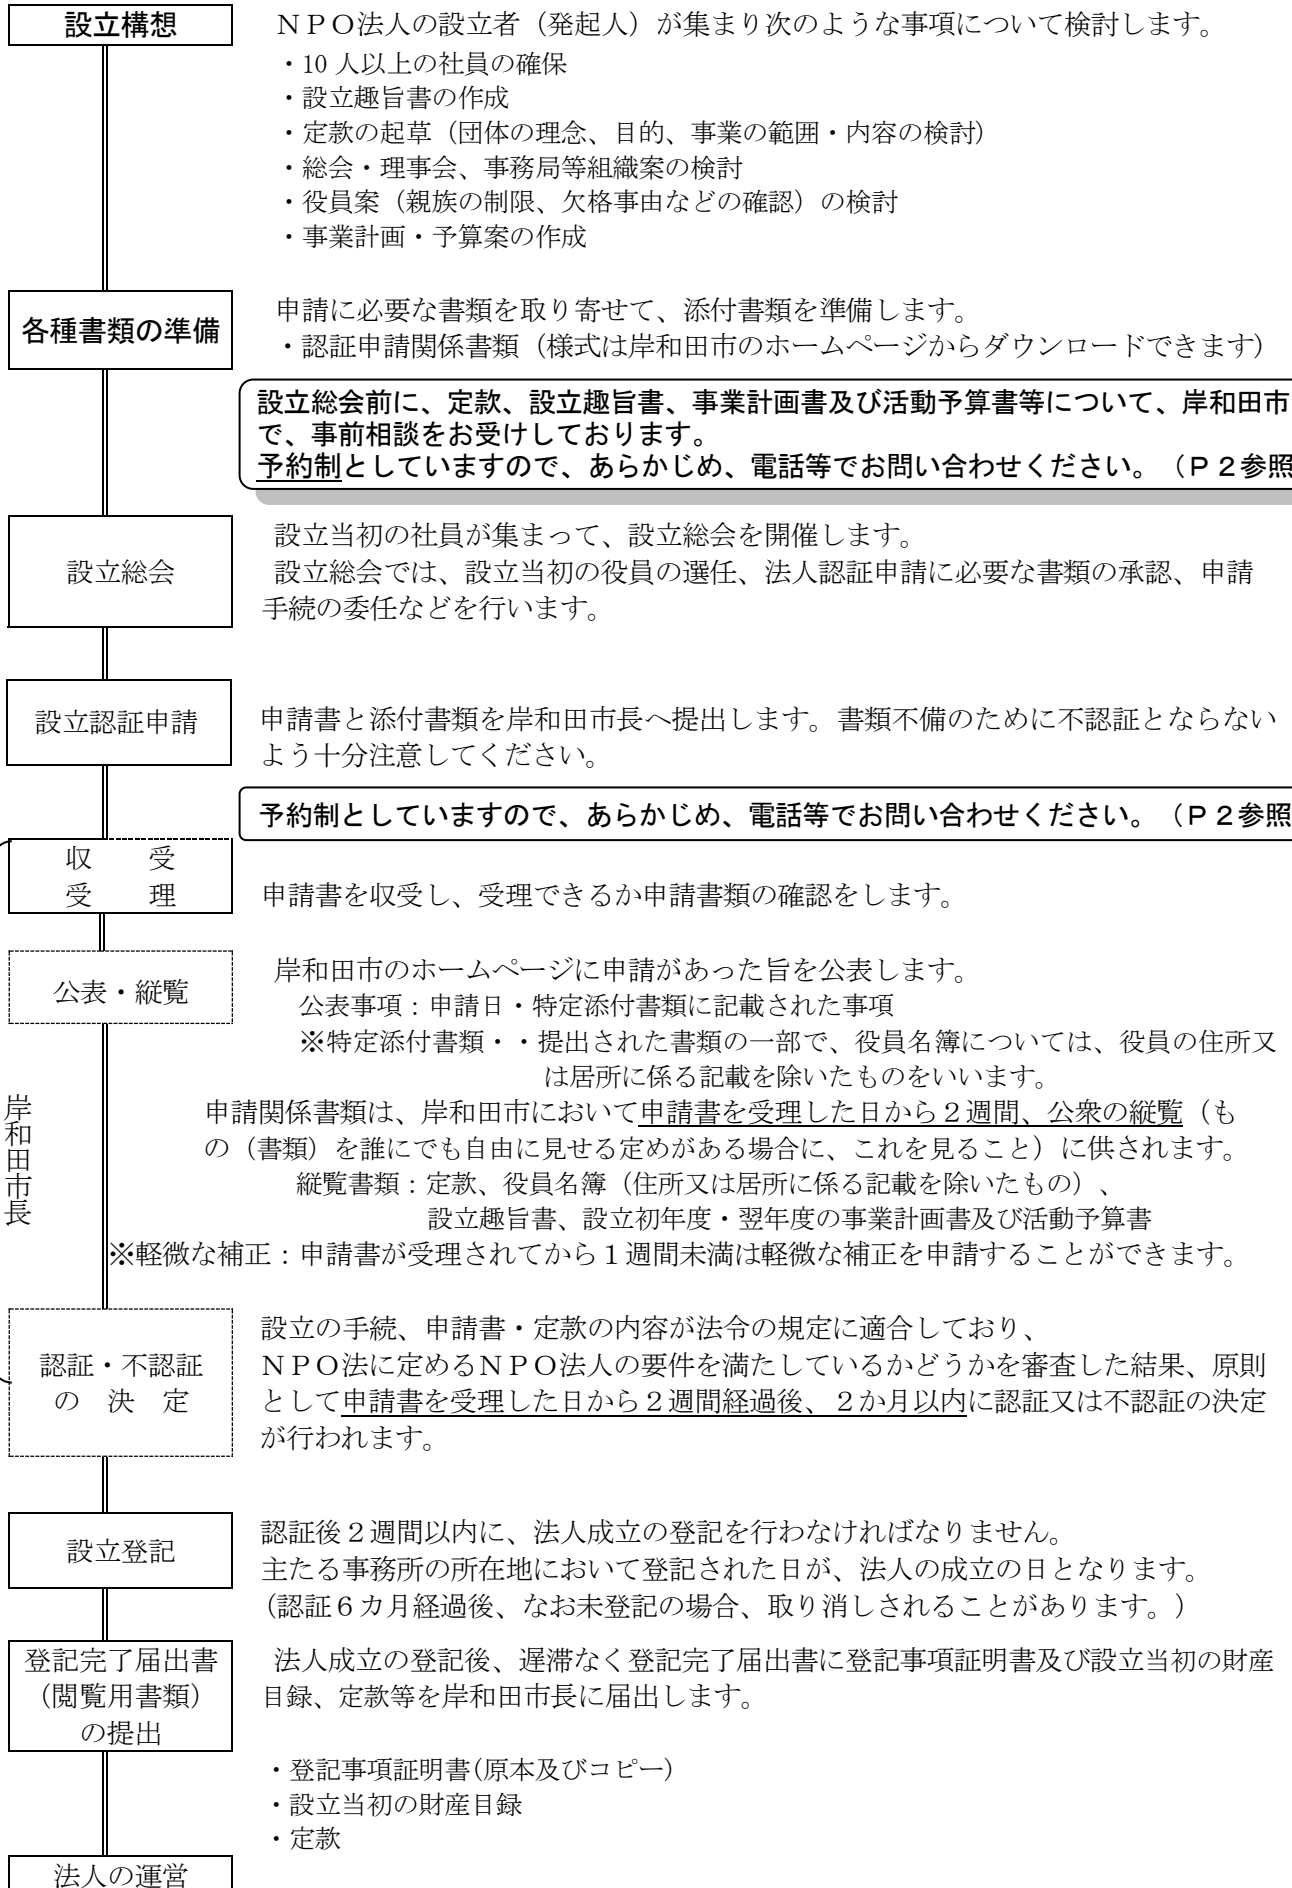 設立構想
ＮＰＯ法人の設立者（発起人）が集まり次のような事項について検討します。
・10 人以上の社員の確保
・設立趣旨書の作成
・定款の起草（団体の理念、目的、事業の範囲・内容の検討）
・総会・理事会、事務局等組織案の検討
・役員案（親族の制限、欠格事由などの確認）の検討
・事業計画・予算案の作成
各種書類の準備
申請に必要な書類を取り寄せて、添付書類を準備します。
・認証申請関係書類（様式は岸和田市のホームページからダウンロードできます）
設立総会前に、定款、設立趣旨書、事業計画書及び活動予算書等について、岸和田市
で、事前相談をお受けしております。
予約制としていますので、あらかじめ、電話等でお問い合わせください。（Ｐ２参照
設立総会
設立当初の社員が集まって、設立総会を開催します。
設立総会では、設立当初の役員の選任、法人認証申請に必要な書類の承認、申請
手続の委任などを行います。
設立認証申請
申請書と添付書類を岸和田市長へ提出します。書類不備のために不認証とならない
よう十分注意してください。
予約制としていますので、あらかじめ、電話等でお問い合わせください。（Ｐ２参照
収　　受
受　　理
申請書を収受し、受理できるか申請書類の確認をします。
公表・縦覧
岸和田市のホームページに申請があった旨を公表します。
公表事項：申請日・特定添付書類に記載された事項
※特定添付書類・・提出された書類の一部で、役員名簿については、役員の住所又
は居所に係る記載を除いたものをいいます。
岸和田市長
申請関係書類は、岸和田市において申請書を受理した日から２週間、公衆の縦覧（も
の（書類）を誰にでも自由に見せる定めがある場合に、これを見ること）に供されます。
縦覧書類：定款、役員名簿（住所又は居所に係る記載を除いたもの）、
設立趣旨書、設立初年度・翌年度の事業計画書及び活動予算書
※軽微な補正：申請書が受理されてから１週間未満は軽微な補正を申請することができます。
認証・不認証
の　決　定
設立の手続、申請書・定款の内容が法令の規定に適合しており、
ＮＰＯ法に定めるＮＰＯ法人の要件を満たしているかどうかを審査した結果、原則
として申請書を受理した日から２週間経過後、２か月以内に認証又は不認証の決定
が行われます。
設立登記
認証後２週間以内に、法人成立の登記を行わなければなりません。
主たる事務所の所在地において登記された日が、法人の成立の日となります。
（認証６カ月経過後、なお未登記の場合、取り消しされることがあります。）
登記完了届出書
（閲覧用書類）
の提出
法人成立の登記後、遅滞なく登記完了届出書に登記事項証明書及び設立当初の財産
目録、定款等を岸和田市長に届出します。
・登記事項証明書(原本及びコピー)
・設立当初の財産目録
・定款
法人の運営